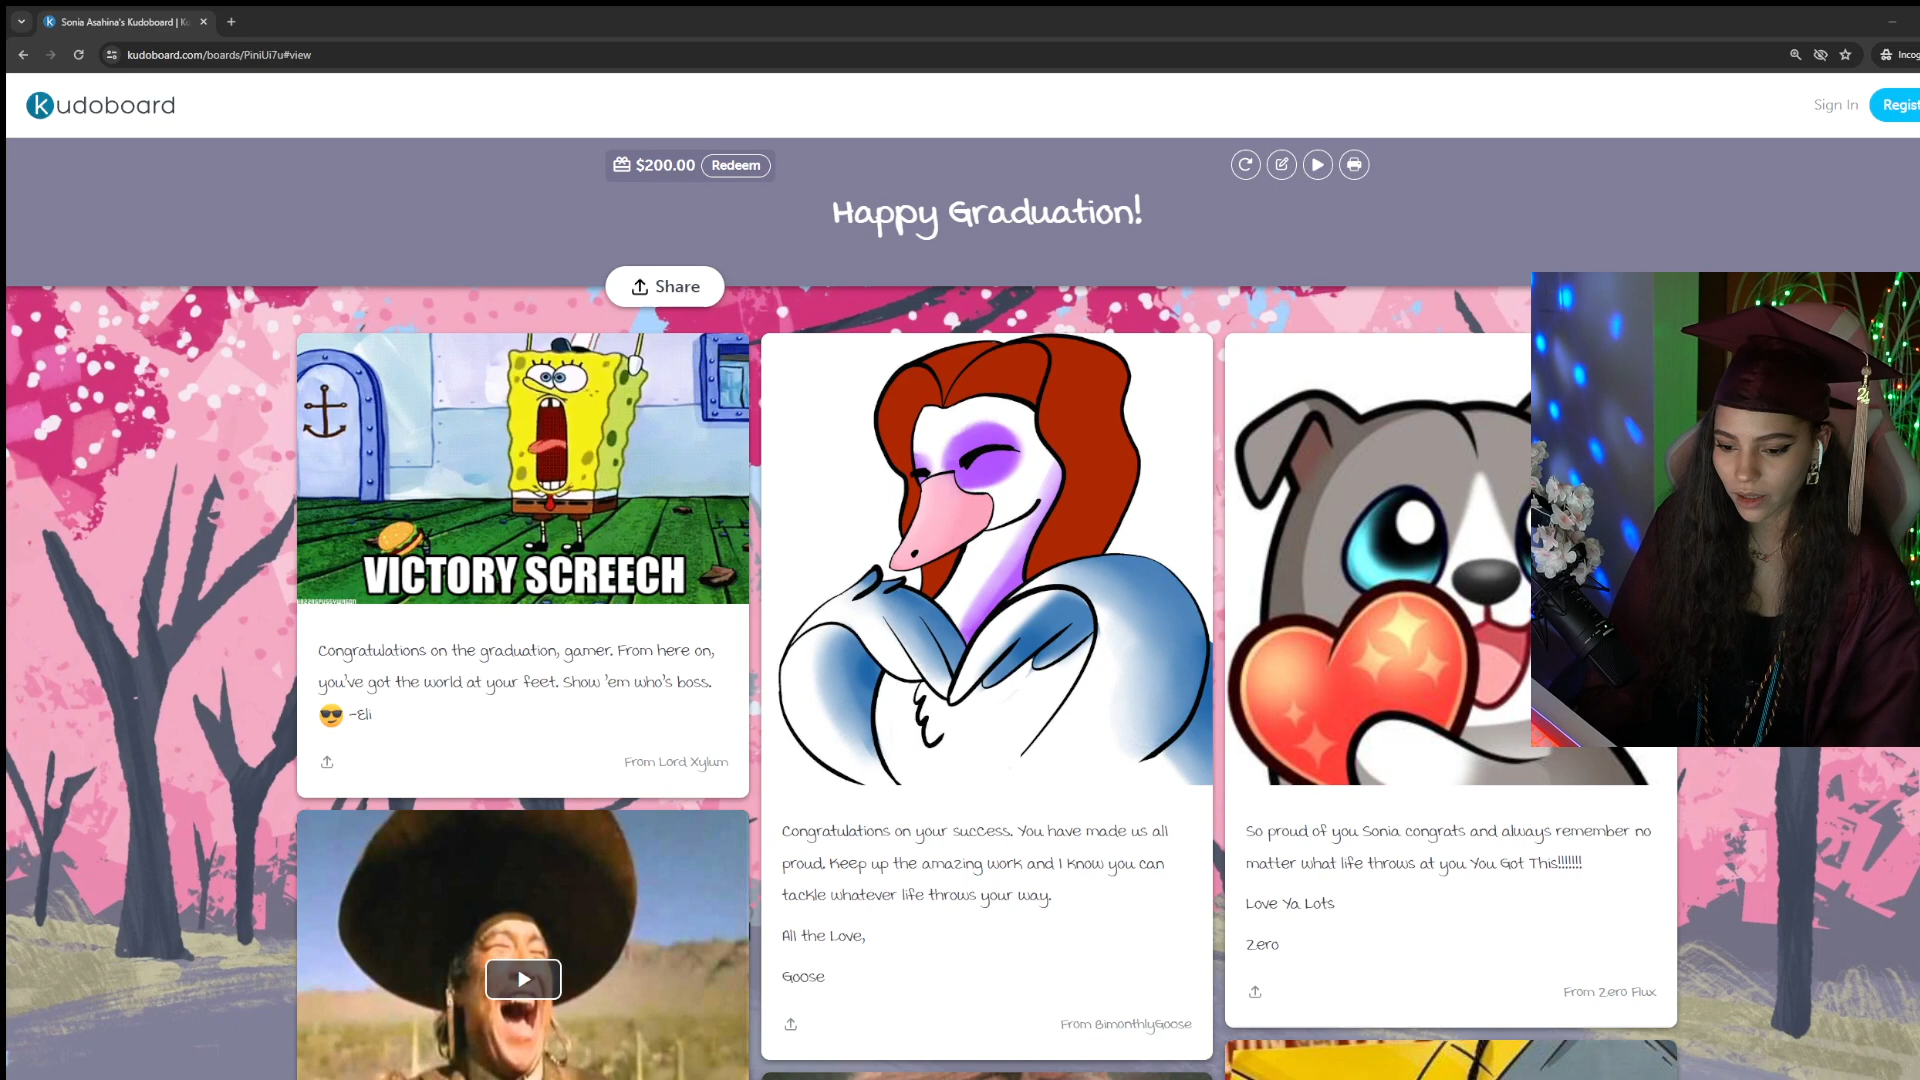 Sonia Asahina's Kudoboard | Ku
kudoboard.com/boards/PiniUi7u#view
Incog
kudoboard
Sign In
Regist
$200.00
Redeem
Happy Graduation!
Share
VICTORY SCREECH
Congratulations on the graduation, gamer. From here on,
you've got the world at your feet. Show 'em who's boss.
😎 -Eli
From Lord Xylum
Congratulations on your success. You have made us all
proud. Keep up the amazing work and I know you can
tackle whatever life throws your way.
All the Love,
Goose
From BimonthlyGoose
So proud of you Sonia congrats and always remember no
matter what life throws at you You Got This!!!!!!!
Love Ya Lots
Zero
From Zero Flux